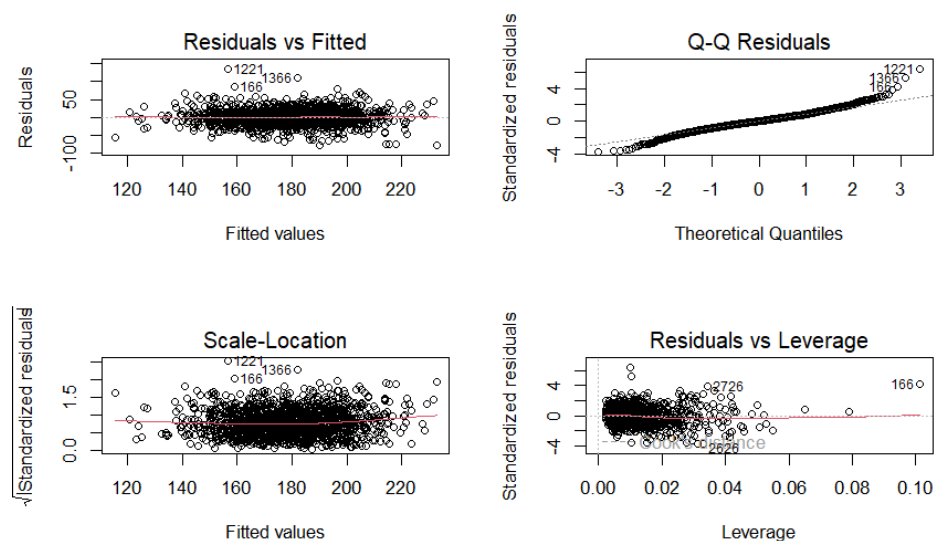 Residuals vs Fitted
Residuals
50
-100
1221
1366
166
120 140 160 180 200 220
Fitted values
Q-Q Residuals
Standardized residuals
4
0
-4
1221
1366
166
-3 -2 -1 0 1 2 3
Theoretical Quantiles
Scale-Location
√|Standardized residuals|
1.5
0.0
1221
1366
166
120 140 160 180 200 220
Fitted values
Residuals vs Leverage
Standardized residuals
4
0
-4
2726
166
Cook's distance
2626
0.00 0.02 0.04 0.06 0.08 0.10
Leverage